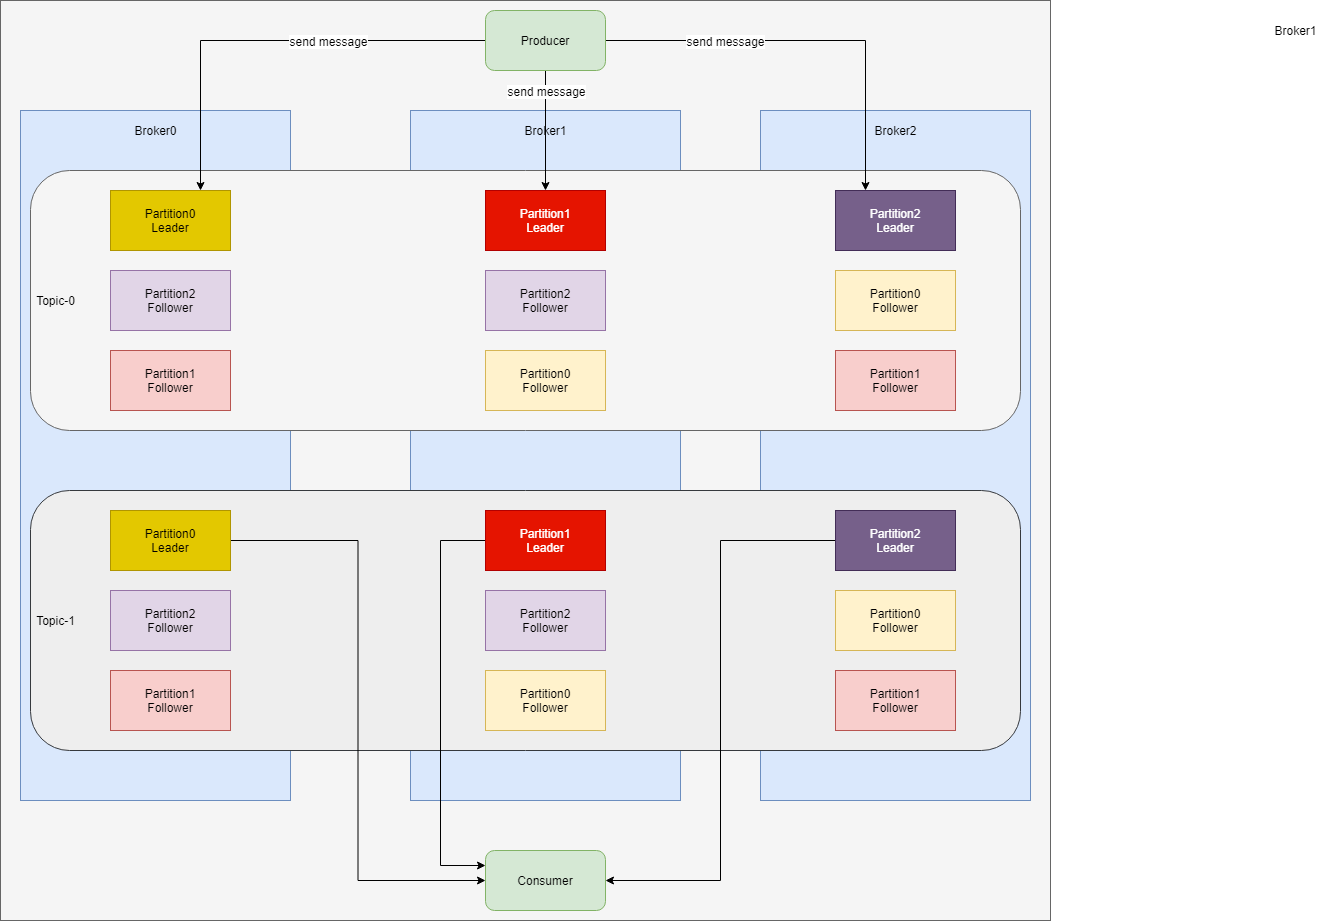 Producer
Broker1
send message
send message
send message
Broker0
Broker1
Broker2
Partition0
Leader
Partition1
Leader
Partition2
Leader
Topic-0
Partition2
Follower
Partition2
Follower
Partition0
Follower
Partition1
Follower
Partition0
Follower
Partition1
Follower
Partition0
Leader
Partition1
Leader
Partition2
Leader
Topic-1
Partition2
Follower
Partition2
Follower
Partition0
Follower
Partition1
Follower
Partition0
Follower
Partition1
Follower
Consumer